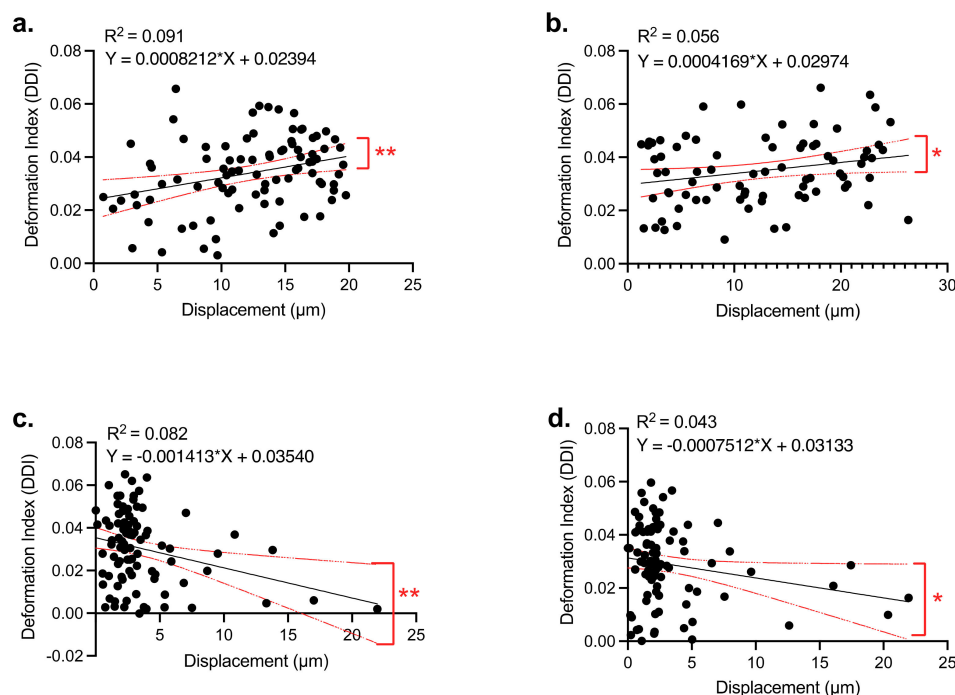 a.
R² = 0.091
Y = 0.0008212*X + 0.02394
Deformation Index (DDI)
0.08
0.06
0.04
0.02
0.00
**
0 5 10 15 20 25
Displacement (µm)
b.
R² = 0.056
Y = 0.0004169*X + 0.02974
Deformation Index (DDI)
0.08
0.06
0.04
0.02
0.00
*
0 10 20 30
Displacement (µm)
c.
R² = 0.082
Y = -0.001413*X + 0.03540
Deformation Index (DDI)
0.08
0.06
0.04
0.02
0.00
-0.02
**
5 10 15 20 25
Displacement (µm)
d.
R² = 0.043
Y = -0.0007512*X + 0.03133
Deformation Index (DDI)
0.08
0.06
0.04
0.02
0.00
*
0 5 10 15 20 25
Displacement (µm)